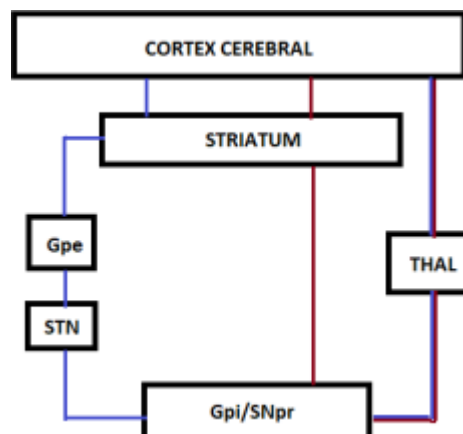 CORTEX CEREBRAL
STRIATUM
Gpe
THAL
STN
Gpi/SNpr